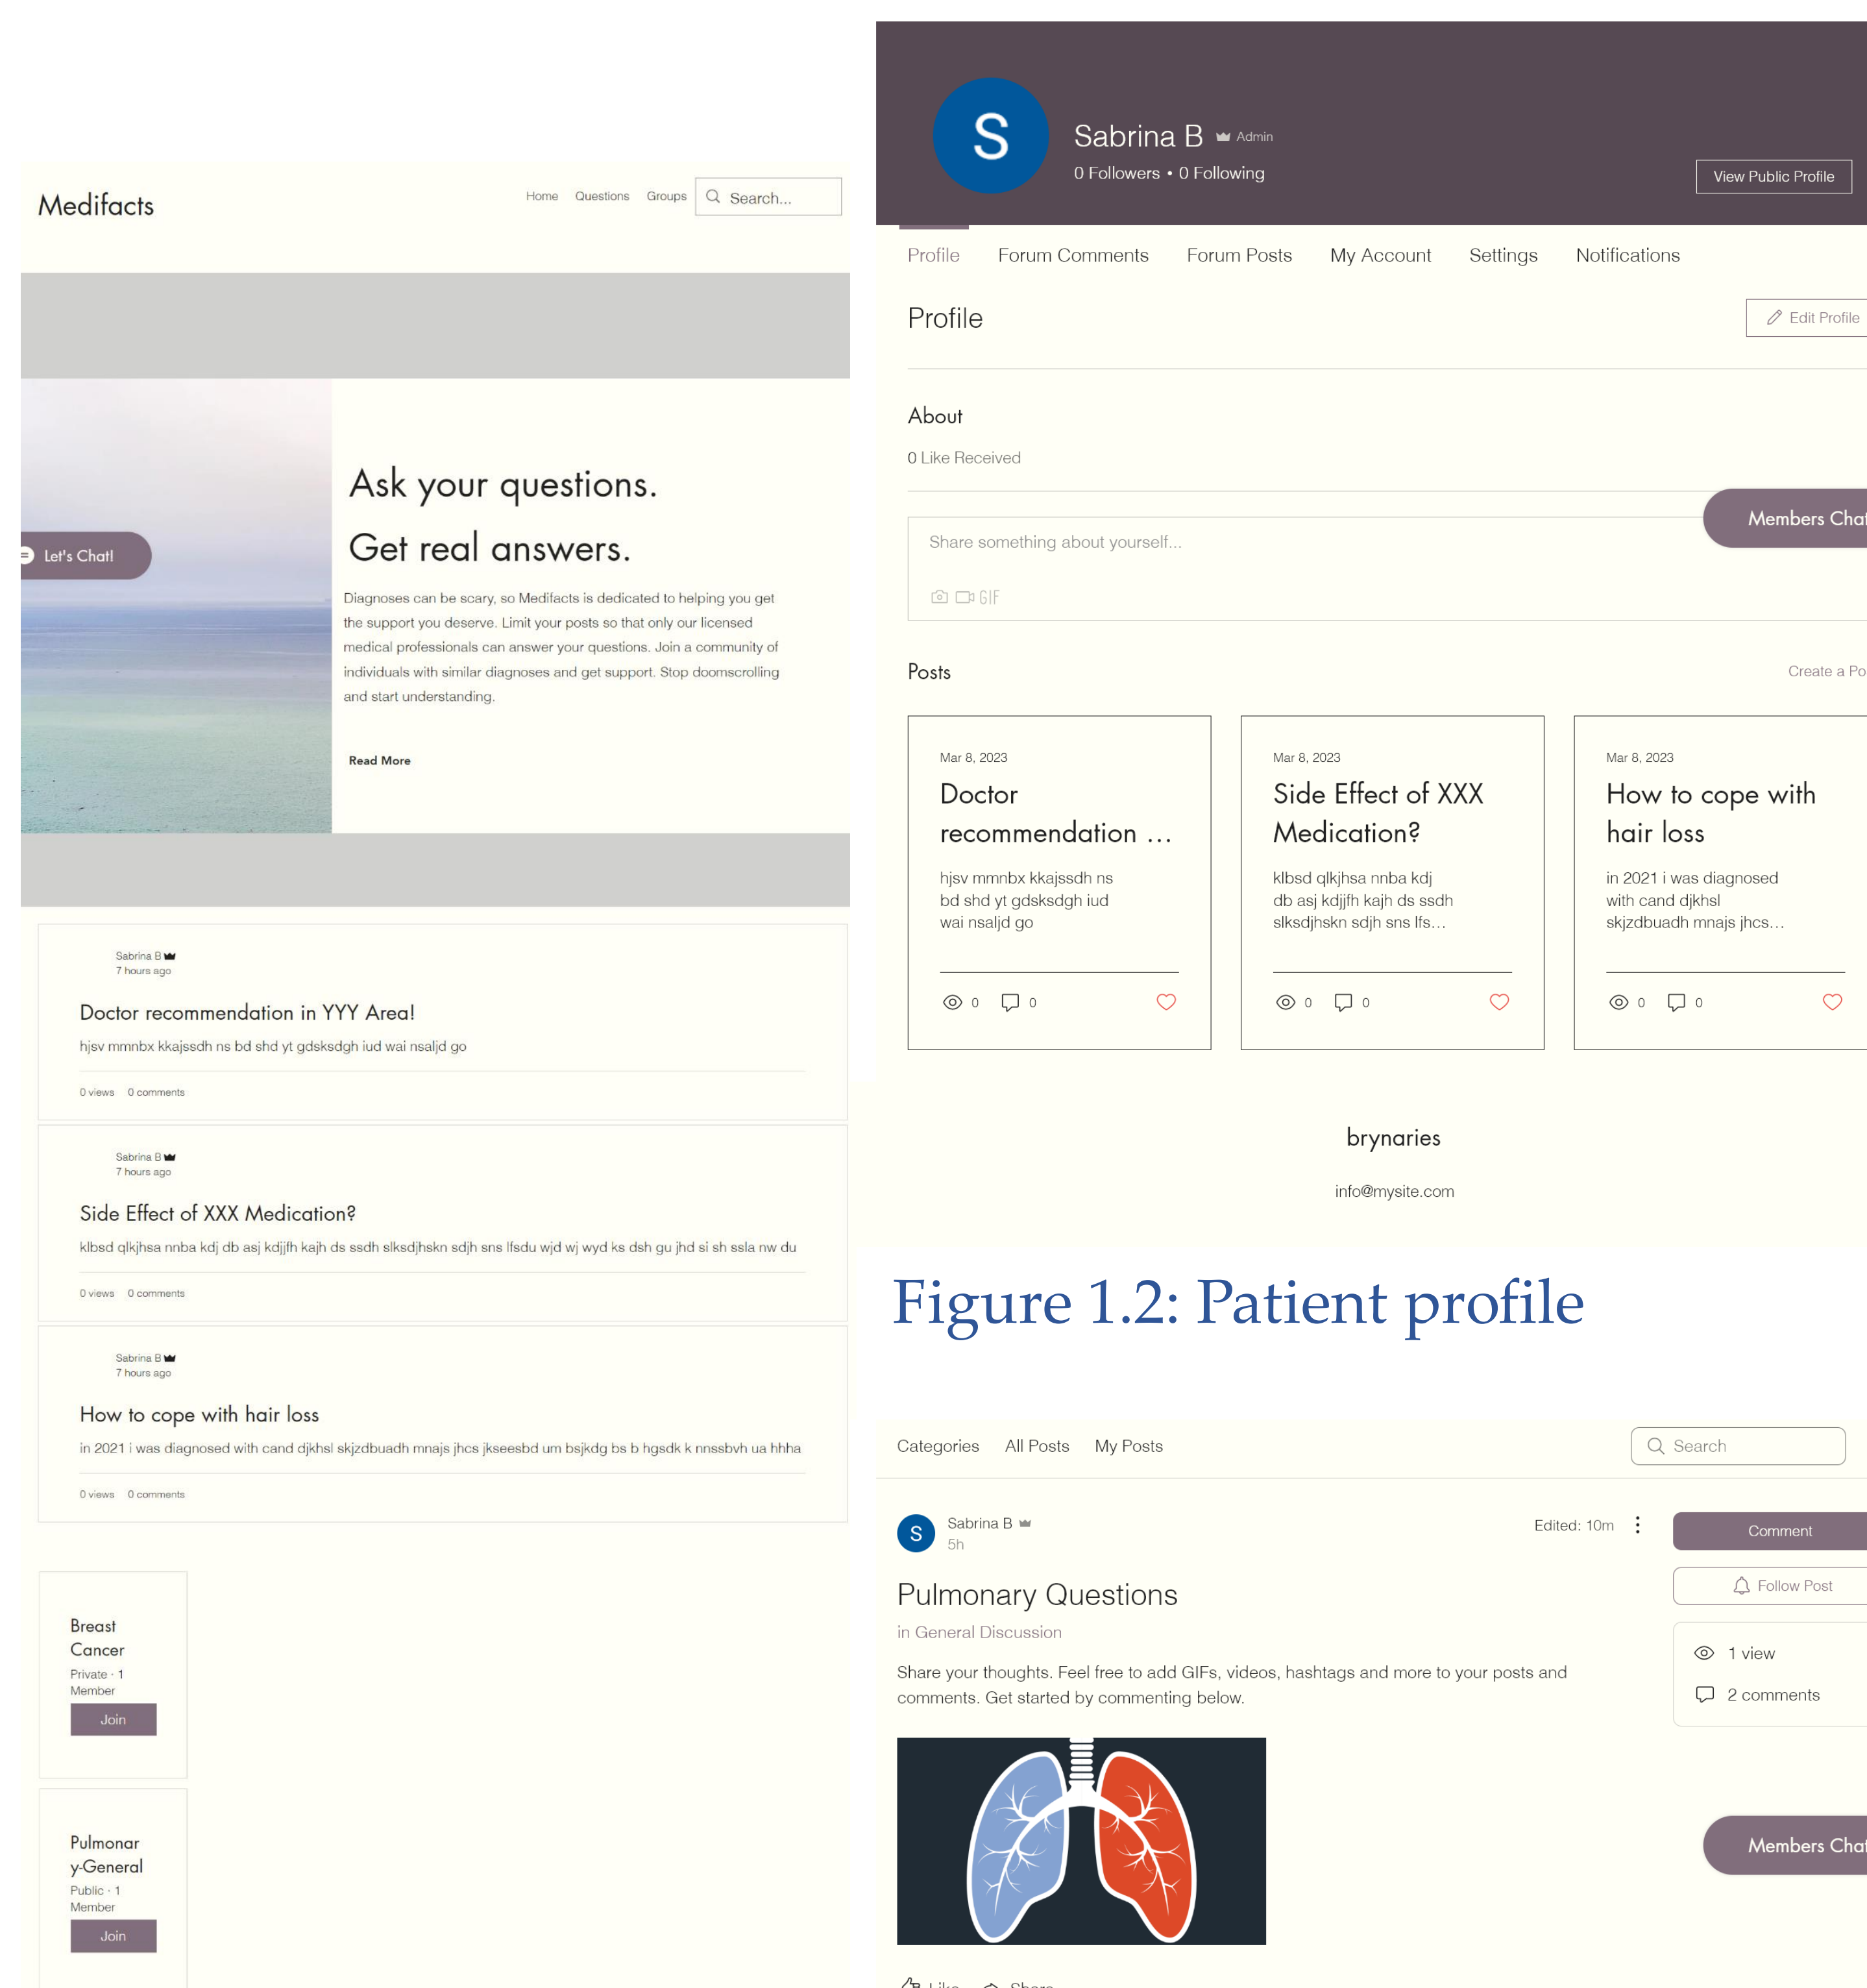 Medifacts
Home Questions Groups Search...
Let's Chat!
Ask your questions.
Get real answers.
Diagnoses can be scary, so Medifacts is dedicated to helping you get
the support you deserve. Limit your posts so that only our licensed
medical professionals can answer your questions. Join a community of
individuals with similar diagnoses and get support. Stop doomscrolling
and start understanding.
Read More
Sabrina B
7 hours ago
Doctor recommendation in YYY Area!
hjsv mmnbx kkajssdh ns bd shd yt gdsksdgh iud wai nsaljd go
0 views 0 comments
Sabrina B
7 hours ago
Side Effect of XXX Medication?
klbsd qlkjhsa nnba kdj db asj kdjjfh kajh ds ssdh slksdjhskn sdjh sns lfsdu wjd wj wyd ks dsh gu jhd si sh ssla nw du
0 views 0 comments
Sabrina B
7 hours ago
How to cope with hair loss
in 2021 i was diagnosed with cand djkhsl skjzdbuadh mnajs jhcs jkseesbd um bsjkdg bs b hgsdk k nnssbvh ua hhha
0 views 0 comments
Breast
Cancer
Private · 1
Member
Join
Pulmonar
y-General
Public · 1
Member
Join
S
Sabrina B Admin
0 Followers • 0 Following
View Public Profile
Profile Forum Comments Forum Posts My Account Settings Notifications
Profile
Edit Profile
About
0 Like Received
Members Chat
Share something about yourself...
GIF
Posts
Create a Po
Mar 8, 2023
Doctor
recommendation ...
hjsv mmnbx kkajssdh ns
bd shd yt gdsksdgh iud
wai nsaljd go
0 0
Mar 8, 2023
Side Effect of XXX
Medication?
klbsd qlkjhsa nnba kdj
db asj kdjjfh kajh ds ssdh
slksdjhskn sdjh sns lfs...
0 0
Mar 8, 2023
How to cope with
hair loss
in 2021 i was diagnosed
with cand djkhsl
skjzdbuadh mnajs jhcs...
0 0
brynaries
info@mysite.com
Figure 1.2: Patient profile
Categories All Posts My Posts
Search
S
Sabrina B
5h
Edited: 10m
Comment
Follow Post
Pulmonary Questions
in General Discussion
Share your thoughts. Feel free to add GIFs, videos, hashtags and more to your posts and
comments. Get started by commenting below.
1 view
2 comments
Members Chat
Like Share